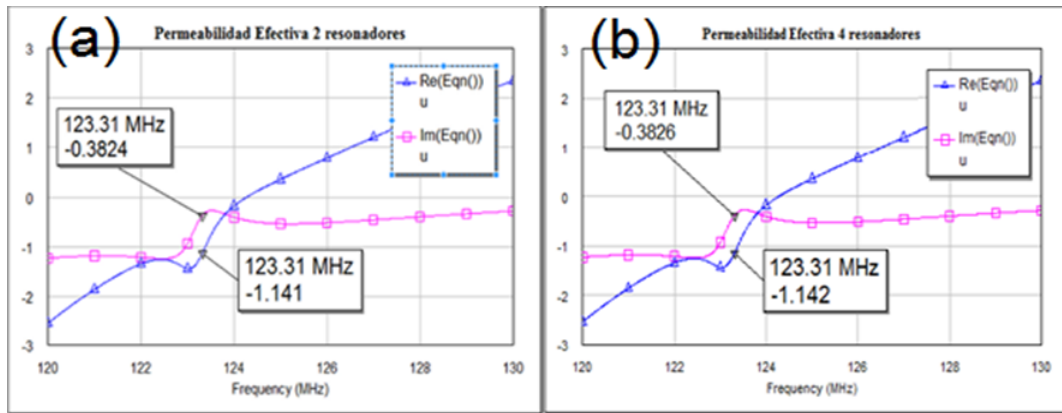 (a)
Permeabilidad Efectiva 2 resonadores
3
2
1
0
-1
-2
-3
Re(Eqn())
u
Im(Eqn())
u
123.31 MHz
-0.3824
123.31 MHz
-1.141
120 122 124 126 128 130
Frequency (MHz)
(b)
Permeabilidad Efectiva 4 resonadores
3
2
1
0
-1
-2
-3
Re(Eqn())
u
Im(Eqn())
u
123.31 MHz
-0.3826
123.31 MHz
-1.142
120 122 124 126 128 130
Frequency (MHz)